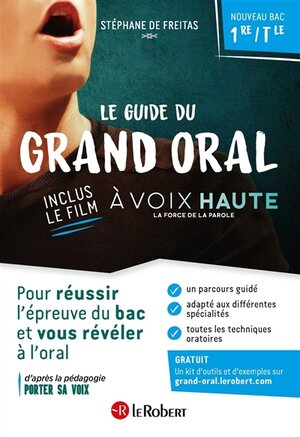 STÉPHANE DE FREITAS
NOUVEAU BAC
1RE/TLE
LE GUIDE DU
GRAND ORAL
INCLUS
LE FILM
À VOIX HAUTE
LA FORCE DE LA PAROLE
Pour réussir
l'épreuve du bac
et vous révéler
à l'oral
d'après la pédagogie
PORTER SA VOIX
un parcours guidé
adapté aux différentes
spécialités
toutes les techniques
oratoires
GRATUIT
Un kit d'outils et d'exemples sur
grand-oral.lerobert.com
R leRobert